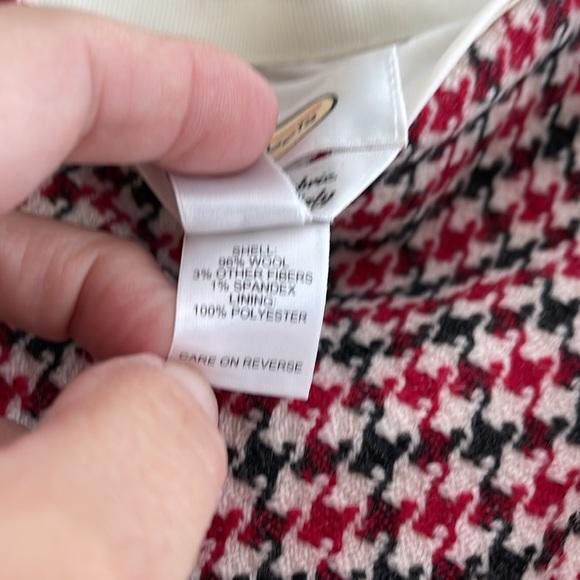 SHELL:
96% WOOL
3% OTHER FIBERS
1% SPANDEX
LINING:
100% POLYESTER
CARE ON REVERSE